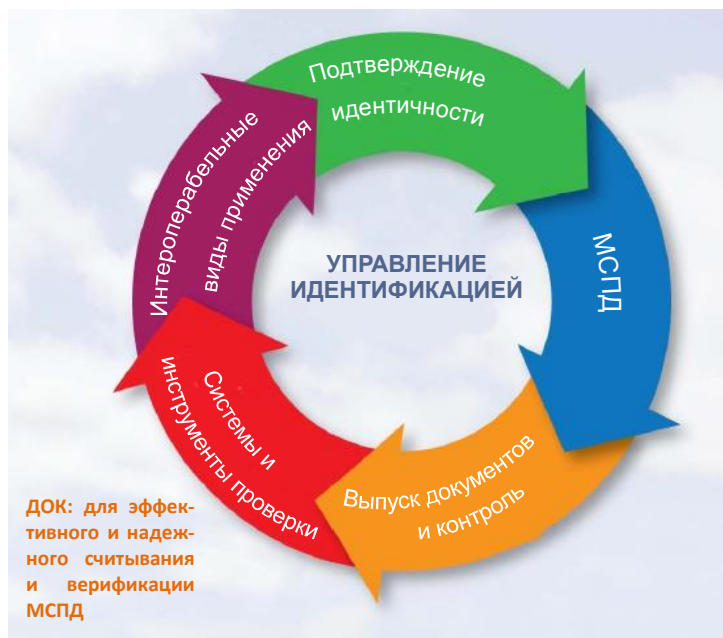 Подтверждение
идентичности
МСПД
Выпуск документов
и контроль
Системы и
инструменты проверки
Интероперабельные
виды применения
УПРАВЛЕНИЕ
ИДЕНТИФИКАЦИЕЙ
ДОК: для эффек-
тивного и надеж-
ного считывания
и верификации
МСПД